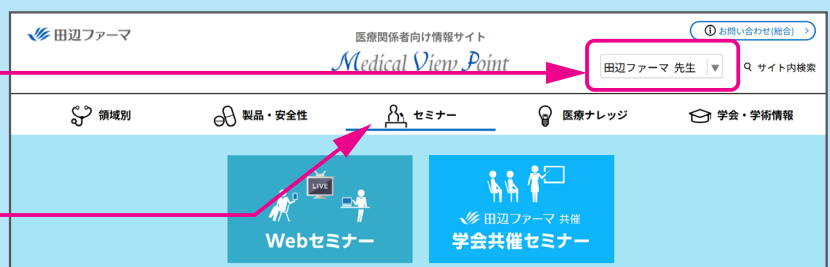 田辺ファーマ
医療関係者向け情報サイト
Medical View Point
お問い合わせ(総合)
田辺ファーマ 先生
サイト内検索
領域別
製品・安全性
セミナー
医療ナレッジ
学会・学術情報
LIVE
Webセミナー
田辺ファーマ 共催
学会共催セミナー